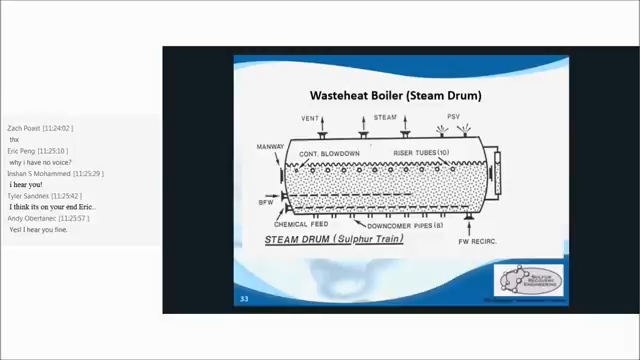 Zach Poast [11:24:02]
thx
Eric Peng [11:25:10]
why i have no voice?
Inshan S Mohammed [11:25:29]
i hear you!
Tyler Sandnes [11:25:42]
I think its on your end Eric..
Andy Obertanec [11:25:57]
Yes! I hear you fine.
Wasteheat Boiler (Steam Drum)
VENT
STEAM
PSV
MANWAY
CONT. BLOWDOWN
RISER TUBES (10)
BFW
CHEMICAL FEED
DOWNCOMER PIPES (8)
STEAM DRUM (Sulphur Train)
FW RECIRC.
33
SULFUR
RECOVERY
ENGINEERING